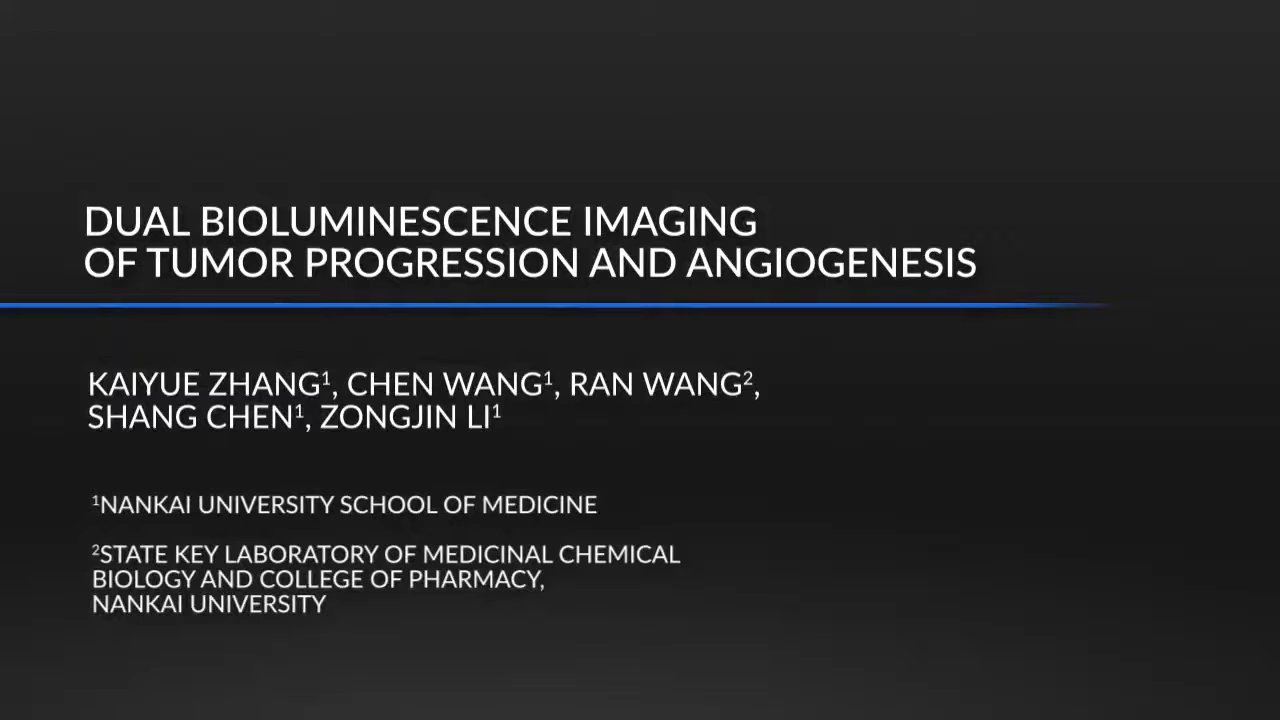 DUAL BIOLUMINESCENCE IMAGING
OF TUMOR PROGRESSION AND ANGIOGENESIS
KAIYUE ZHANG¹, CHEN WANG¹, RAN WANG²,
SHANG CHEN¹, ZONGJIN LI¹
¹NANKAI UNIVERSITY SCHOOL OF MEDICINE
²STATE KEY LABORATORY OF MEDICINAL CHEMICAL
BIOLOGY AND COLLEGE OF PHARMACY,
NANKAI UNIVERSITY